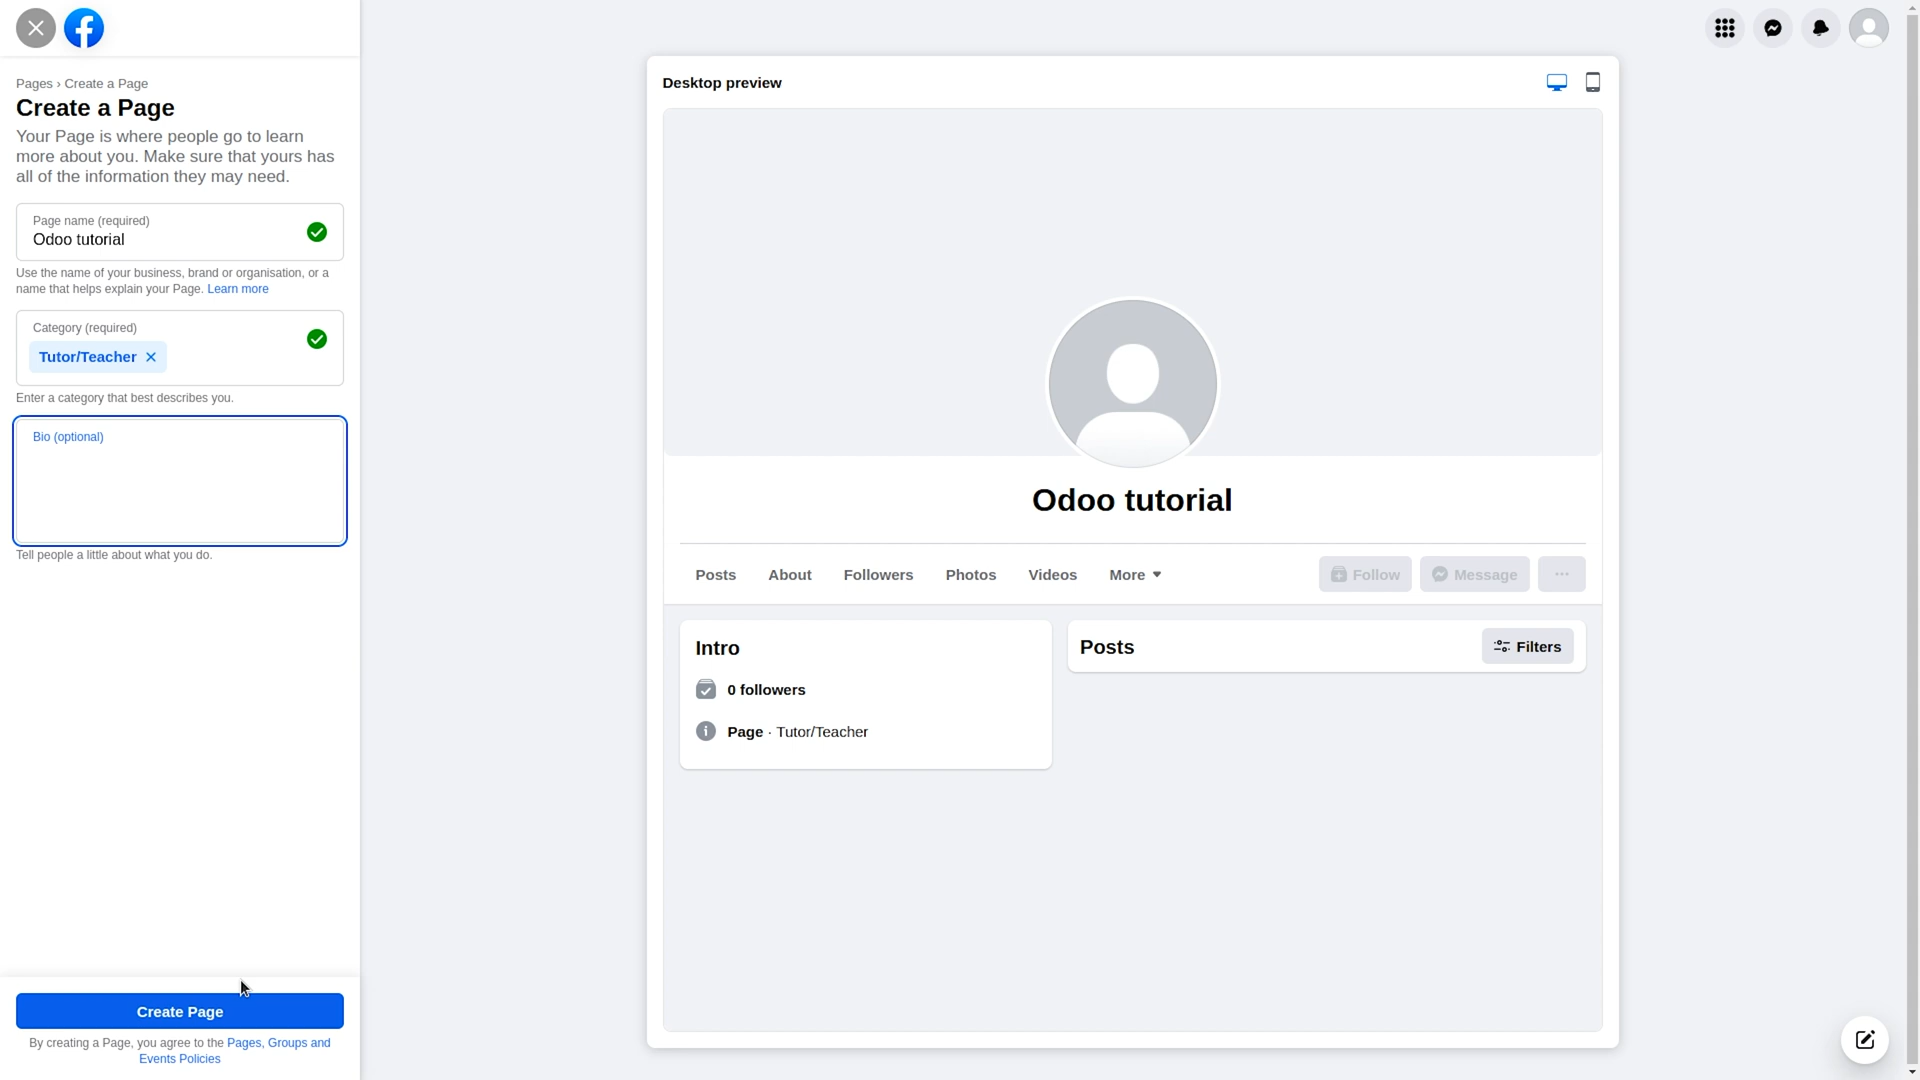 Pages › Create a Page
Create a Page
Your Page is where people go to learn
more about you. Make sure that yours has
all of the information they may need.
Page name (required)
Odoo tutorial
Use the name of your business, brand or organisation, or a
name that helps explain your Page. Learn more
Category (required)
Tutor/Teacher
Enter a category that best describes you.
Bio (optional)
Tell people a little about what you do.
Create Page
By creating a Page, you agree to the Pages, Groups and
Events Policies
Desktop preview
Odoo tutorial
Posts About Followers Photos Videos More Follow Message
Intro
0 followers
Page · Tutor/Teacher
Posts
Filters